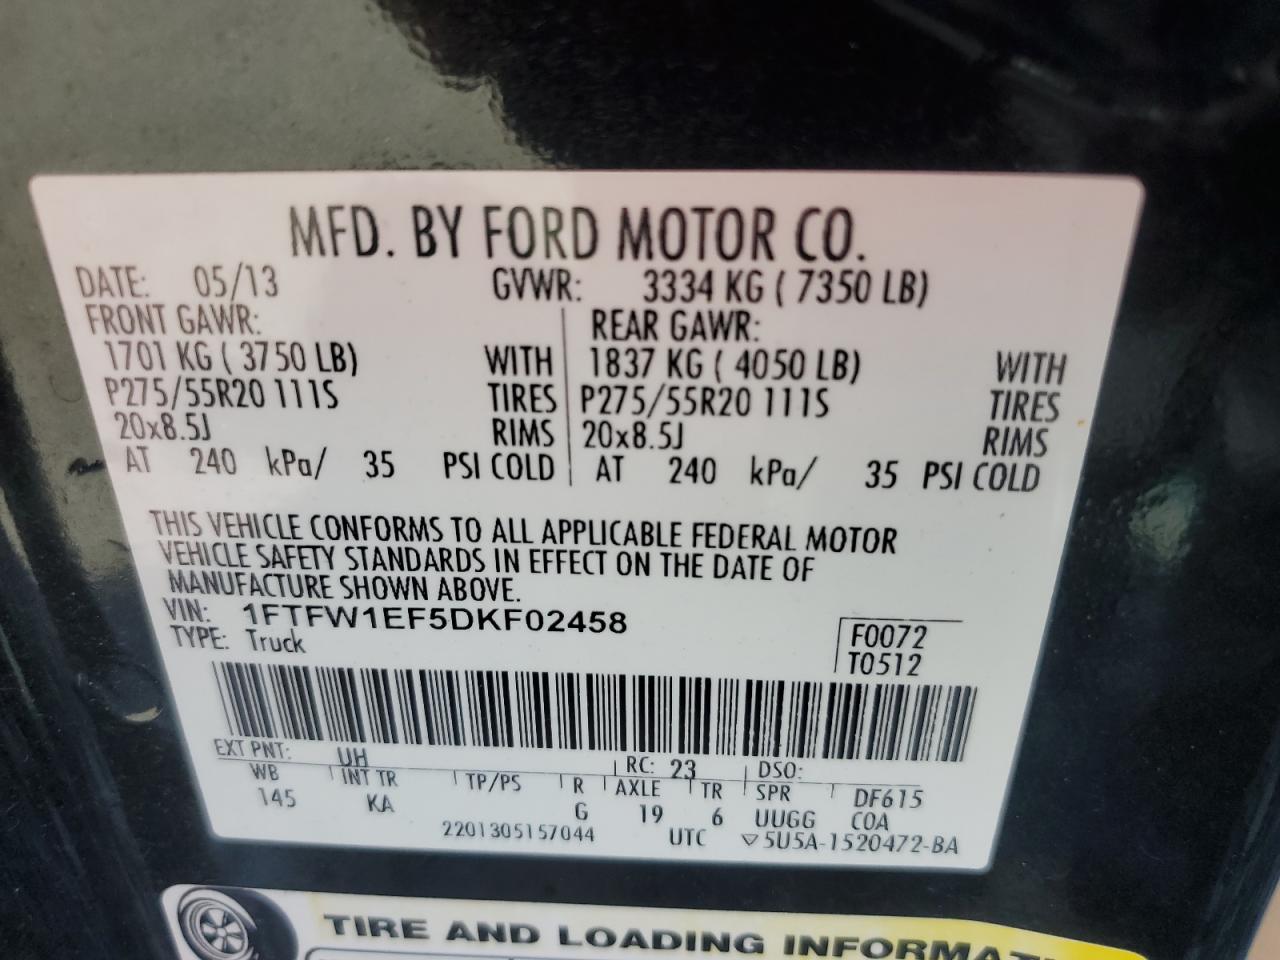 MFD. BY FORD MOTOR CO.
DATE: 05/13 GVWR: 3334 KG ( 7350 LB)
FRONT GAWR: REAR GAWR:
1701 KG ( 3750 LB) WITH 1837 KG ( 4050 LB) WITH
P275/55R20 111S TIRES P275/55R20 111S TIRES
20x8.5J RIMS 20x8.5J RIMS
AT 240 kPa/ 35 PSI COLD AT 240 kPa/ 35 PSI COLD
THIS VEHICLE CONFORMS TO ALL APPLICABLE FEDERAL MOTOR
VEHICLE SAFETY STANDARDS IN EFFECT ON THE DATE OF
MANUFACTURE SHOWN ABOVE.
VIN: 1FTFW1EF5DKF02458
TYPE: Truck
F0072
T0512
EXT PNT: UH RC: 23 DSO:
WB INT TR TP/PS R AXLE TR SPR DF615
145 KA G 19 6 UUGG COA
2201305157044 UTC ▽5U5A-1520472-BA
TIRE AND LOADING INFORMAT